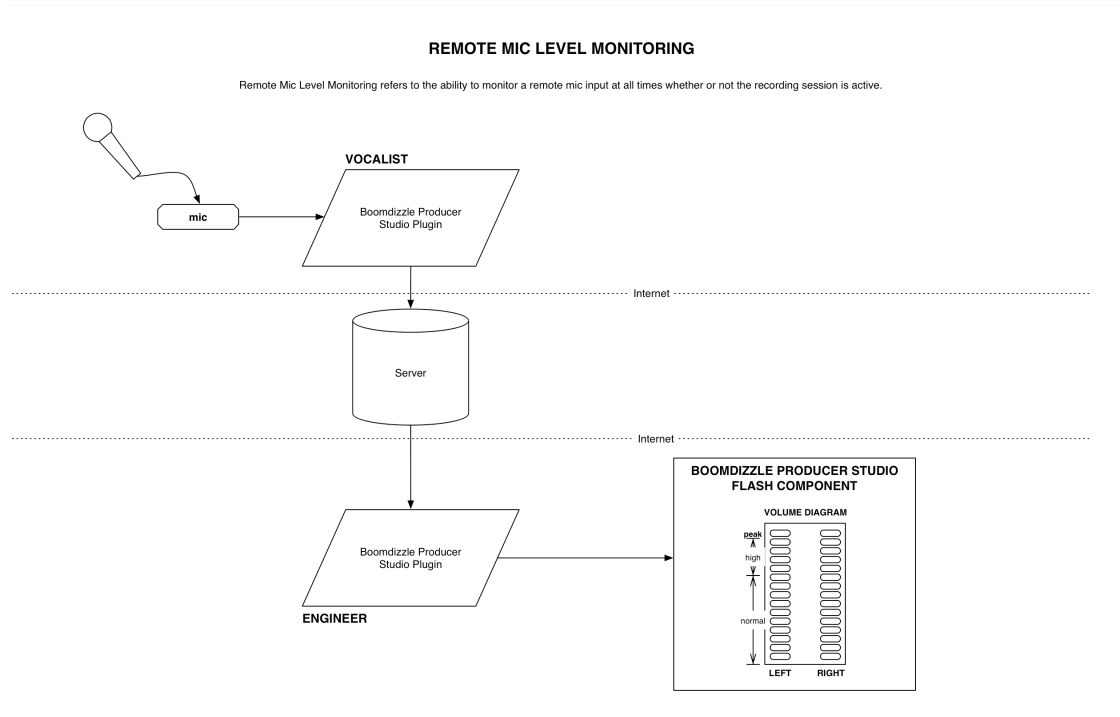 REMOTE MIC LEVEL MONITORING
Remote Mic Level Monitoring refers to the ability to monitor a remote mic input at all times whether or not the recording session is active.
VOCALIST
Boomdizzle Producer
Studio Plugin
mic
Internet
Server
Internet
BOOMDIZZLE PRODUCER STUDIO
FLASH COMPONENT
VOLUME DIAGRAM
peak
high
normal
LEFT RIGHT
Boomdizzle Producer
Studio Plugin
ENGINEER